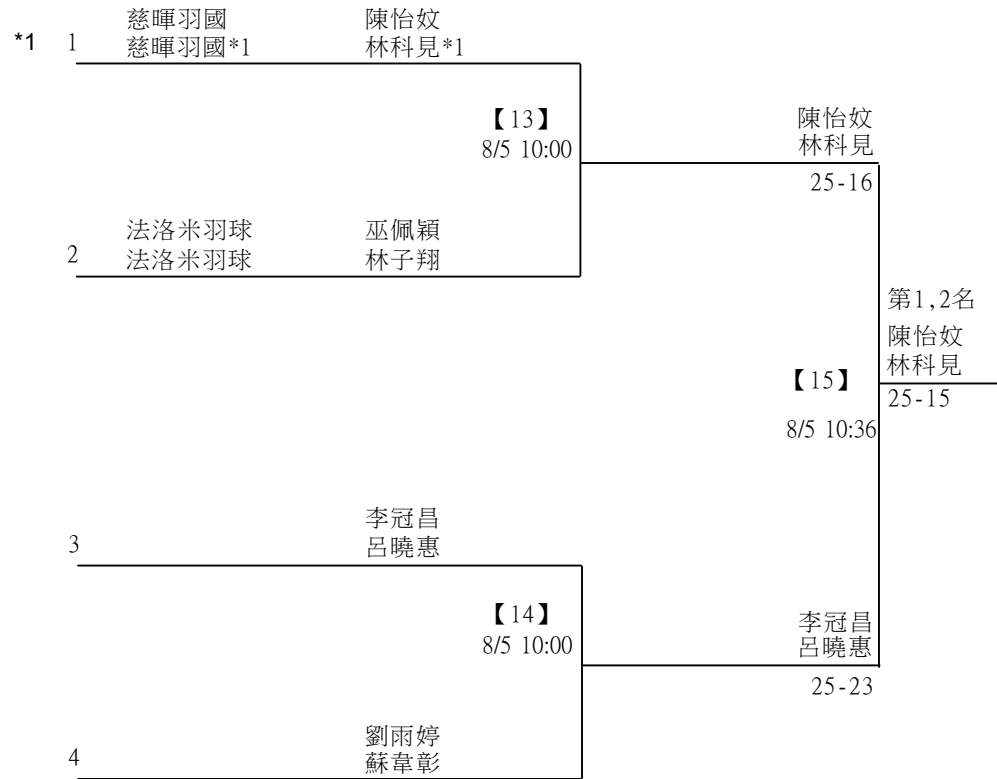 慈暉羽國 陳怡妏
*1 1 慈暉羽國*1 林科見*1
【13】
8/5 10:00
陳怡妏
林科見
25-16
法洛米羽球 巫佩穎
2 法洛米羽球 林子翔
第1,2名
陳怡妏
林科見
【15】
25-15
8/5 10:36
李冠昌
3 呂曉惠
【14】
8/5 10:00
李冠昌
呂曉惠
25-23
劉雨婷
4 蘇韋彰